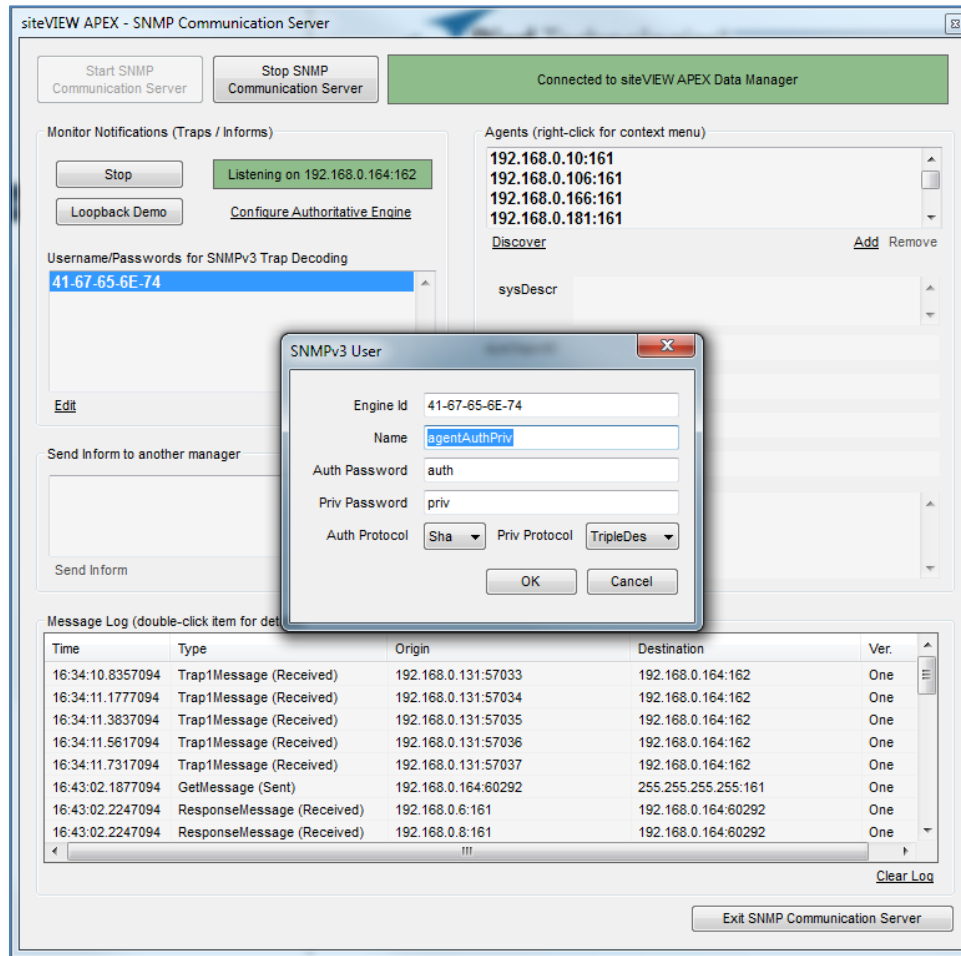 siteVIEW APEX - SNMP Communication Server
Start SNMP
Communication Server
Stop SNMP
Communication Server
Connected to siteVIEW APEX Data Manager
Monitor Notifications (Traps / Informs)
Stop
Listening on 192.168.0.164:162
Loopback Demo
Configure Authoritative Engine
Username/Passwords for SNMPv3 Trap Decoding
41-67-65-6E-74
Edit
Agents (right-click for context menu)
192.168.0.10:161
192.168.0.106:161
192.168.0.166:161
192.168.0.181:161
Discover
Add Remove
sysDescr
SNMPv3 User
Engine Id 41-67-65-6E-74
Name agentAuthPriv
Auth Password auth
Priv Password priv
Auth Protocol Sha Priv Protocol TripleDes
OK Cancel
Send Inform to another manager
Send Inform
Message Log (double-click item for
Time Type Origin Destination Ver.
16:34:10.8357094 Trap1Message (Received) 192.168.0.131:57033 192.168.0.164:162 One
16:34:11.1777094 Trap1Message (Received) 192.168.0.131:57034 192.168.0.164:162 One
16:34:11.3837094 Trap1Message (Received) 192.168.0.131:57035 192.168.0.164:162 One
16:34:11.5617094 Trap1Message (Received) 192.168.0.131:57036 192.168.0.164:162 One
16:34:11.7317094 Trap1Message (Received) 192.168.0.131:57037 192.168.0.164:162 One
16:43:02.1877094 GetMessage (Sent) 192.168.0.164:60292 255.255.255.255:161 One
16:43:02.2247094 ResponseMessage (Received) 192.168.0.6:161 192.168.0.164:60292 One
16:43:02.2247094 ResponseMessage (Received) 192.168.0.8:161 192.168.0.164:60292 One
Clear Log
Exit SNMP Communication Server